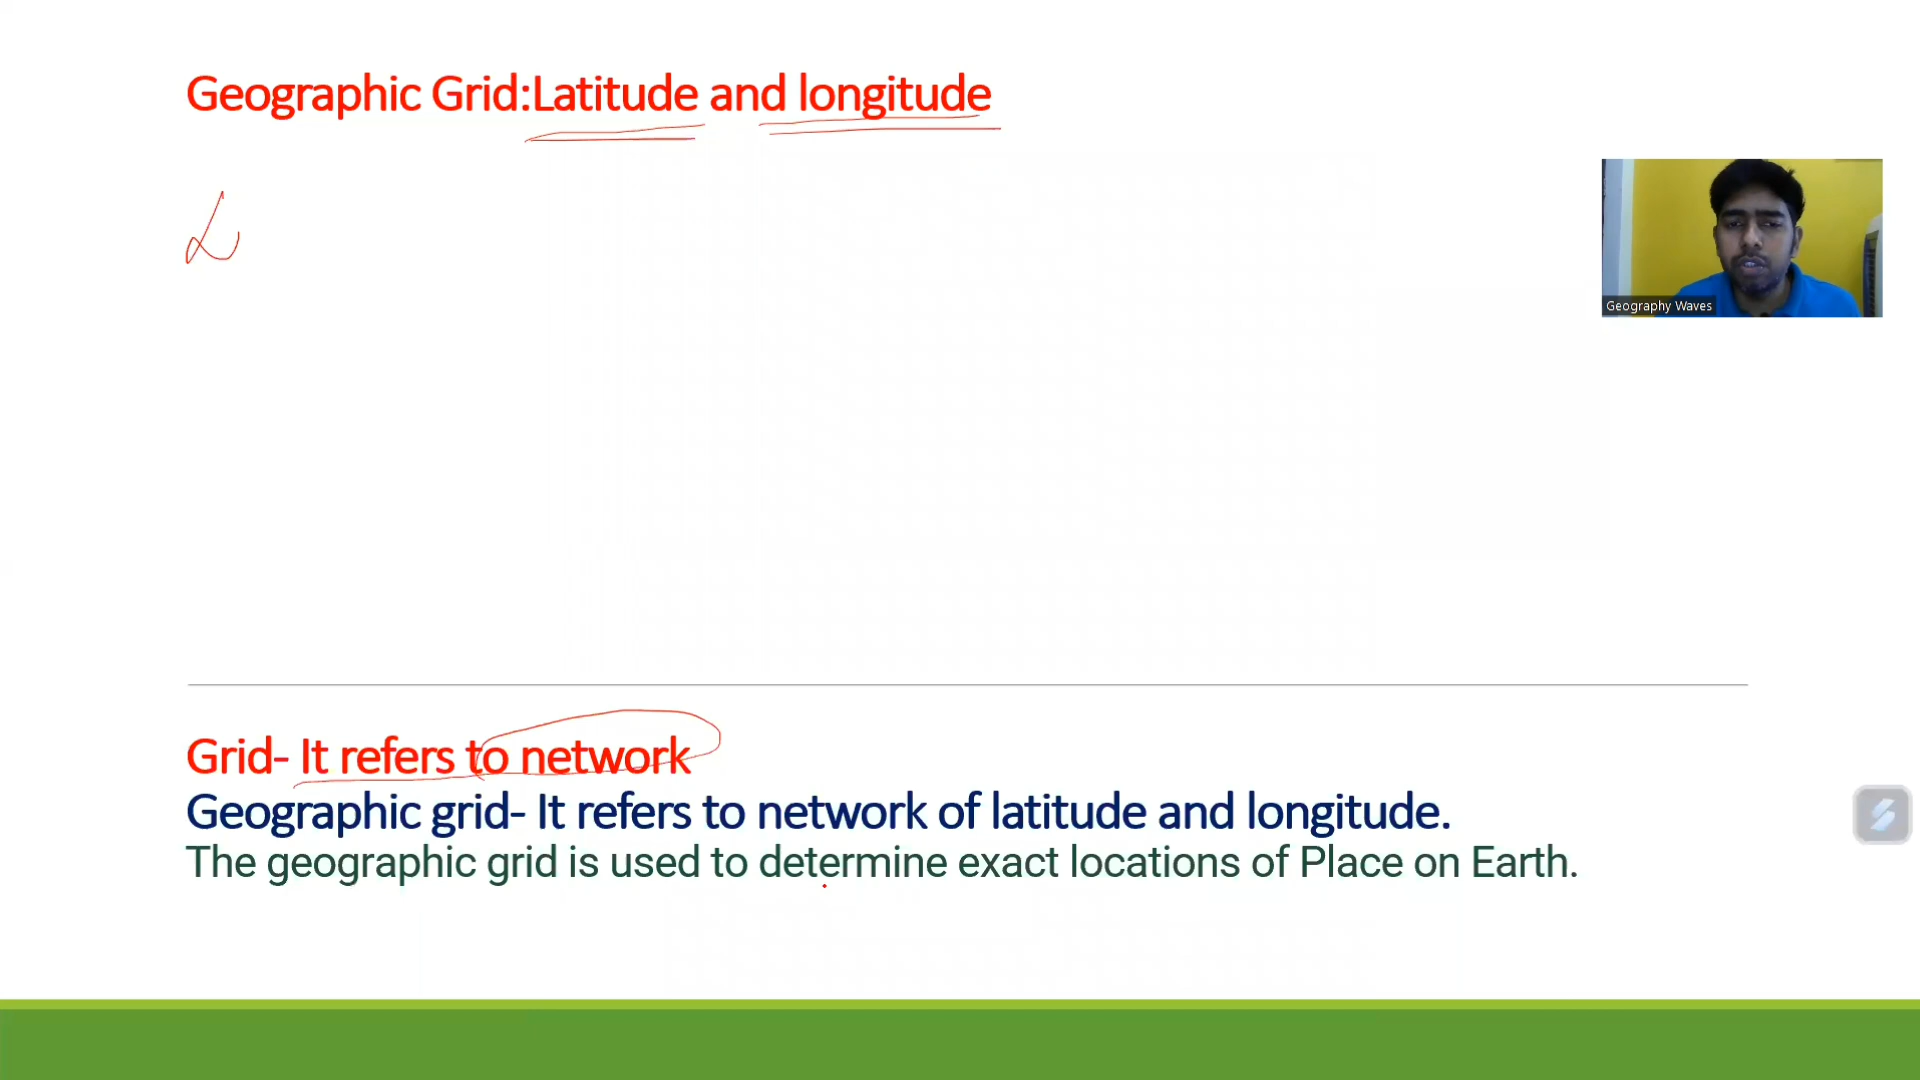 Geographic Grid:Latitude and longitude
L
Geography Waves
Grid- It refers to network
Geographic grid- It refers to network of latitude and longitude.
The geographic grid is used to determine exact locations of Place on Earth.